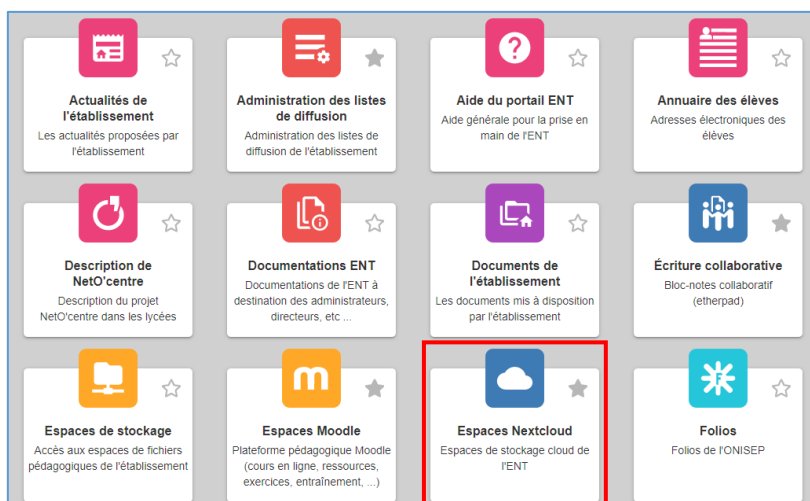 Actualités de
l'établissement
Les actualités proposées par
l'établissement
Administration des listes
de diffusion
Administration des listes de
diffusion de l'établissement
?
Aide du portail ENT
Aide générale pour la prise en
main de l'ENT
Annuaire des élèves
Adresses électroniques des
élèves
Description de
NetO'centre
Description du projet
NetO'centre dans les lycées
Documentations ENT
Documentations de l'ENT à
destination des administrateurs,
directeurs, etc ...
Documents de
l'établissement
Les documents mis à disposition
par l'établissement
Écriture collaborative
Bloc-notes collaboratif
(etherpad)
Espaces de stockage
Accès aux espaces de fichiers
pédagogiques de l'établissement
m
Espaces Moodle
Plateforme pédagogique Moodle
(cours en ligne, ressources,
exercices, entraînement, ...)
Espaces Nextcloud
Espaces de stockage cloud de
l'ENT
F
Folios
Folios de l'ONISEP